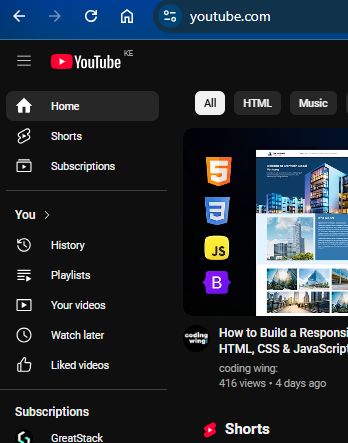 youtube.com
YouTube KE
Home
Shorts
Subscriptions
You
History
Playlists
Your videos
Watch later
Liked videos
Subscriptions
GreatStack
All
HTML
Music
5
3
JS
B
coding
wing:
How to Build a Responsi
HTML, CSS & JavaScript
coding wing:
416 views • 4 days ago
Shorts